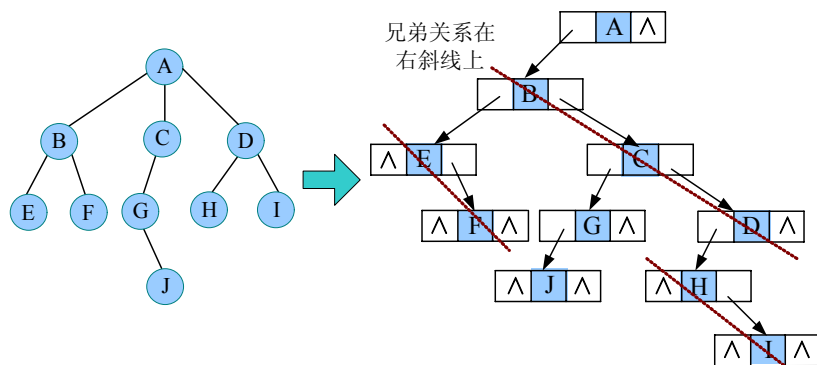 兄弟关系在
右斜线上
A
B C D
E F G H I
J
A ∧
B
∧ E C
∧ F ∧ G ∧ D ∧
∧ J ∧ ∧ H
∧ I ∧